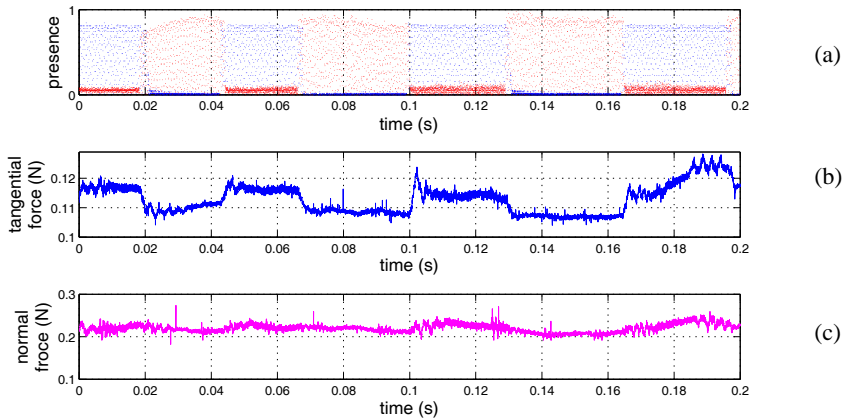 1
presence
0
0 0.02 0.04 0.06 0.08 0.1 0.12 0.14 0.16 0.18 0.2
time (s)
(a)
0.12
0.11
0.1
tangential
force (N)
0 0.02 0.04 0.06 0.08 0.1 0.12 0.14 0.16 0.18 0.2
time (s)
(b)
0.3
0.2
0.1
normal
froce (N)
0 0.02 0.04 0.06 0.08 0.1 0.12 0.14 0.16 0.18 0.2
time (s)
(c)